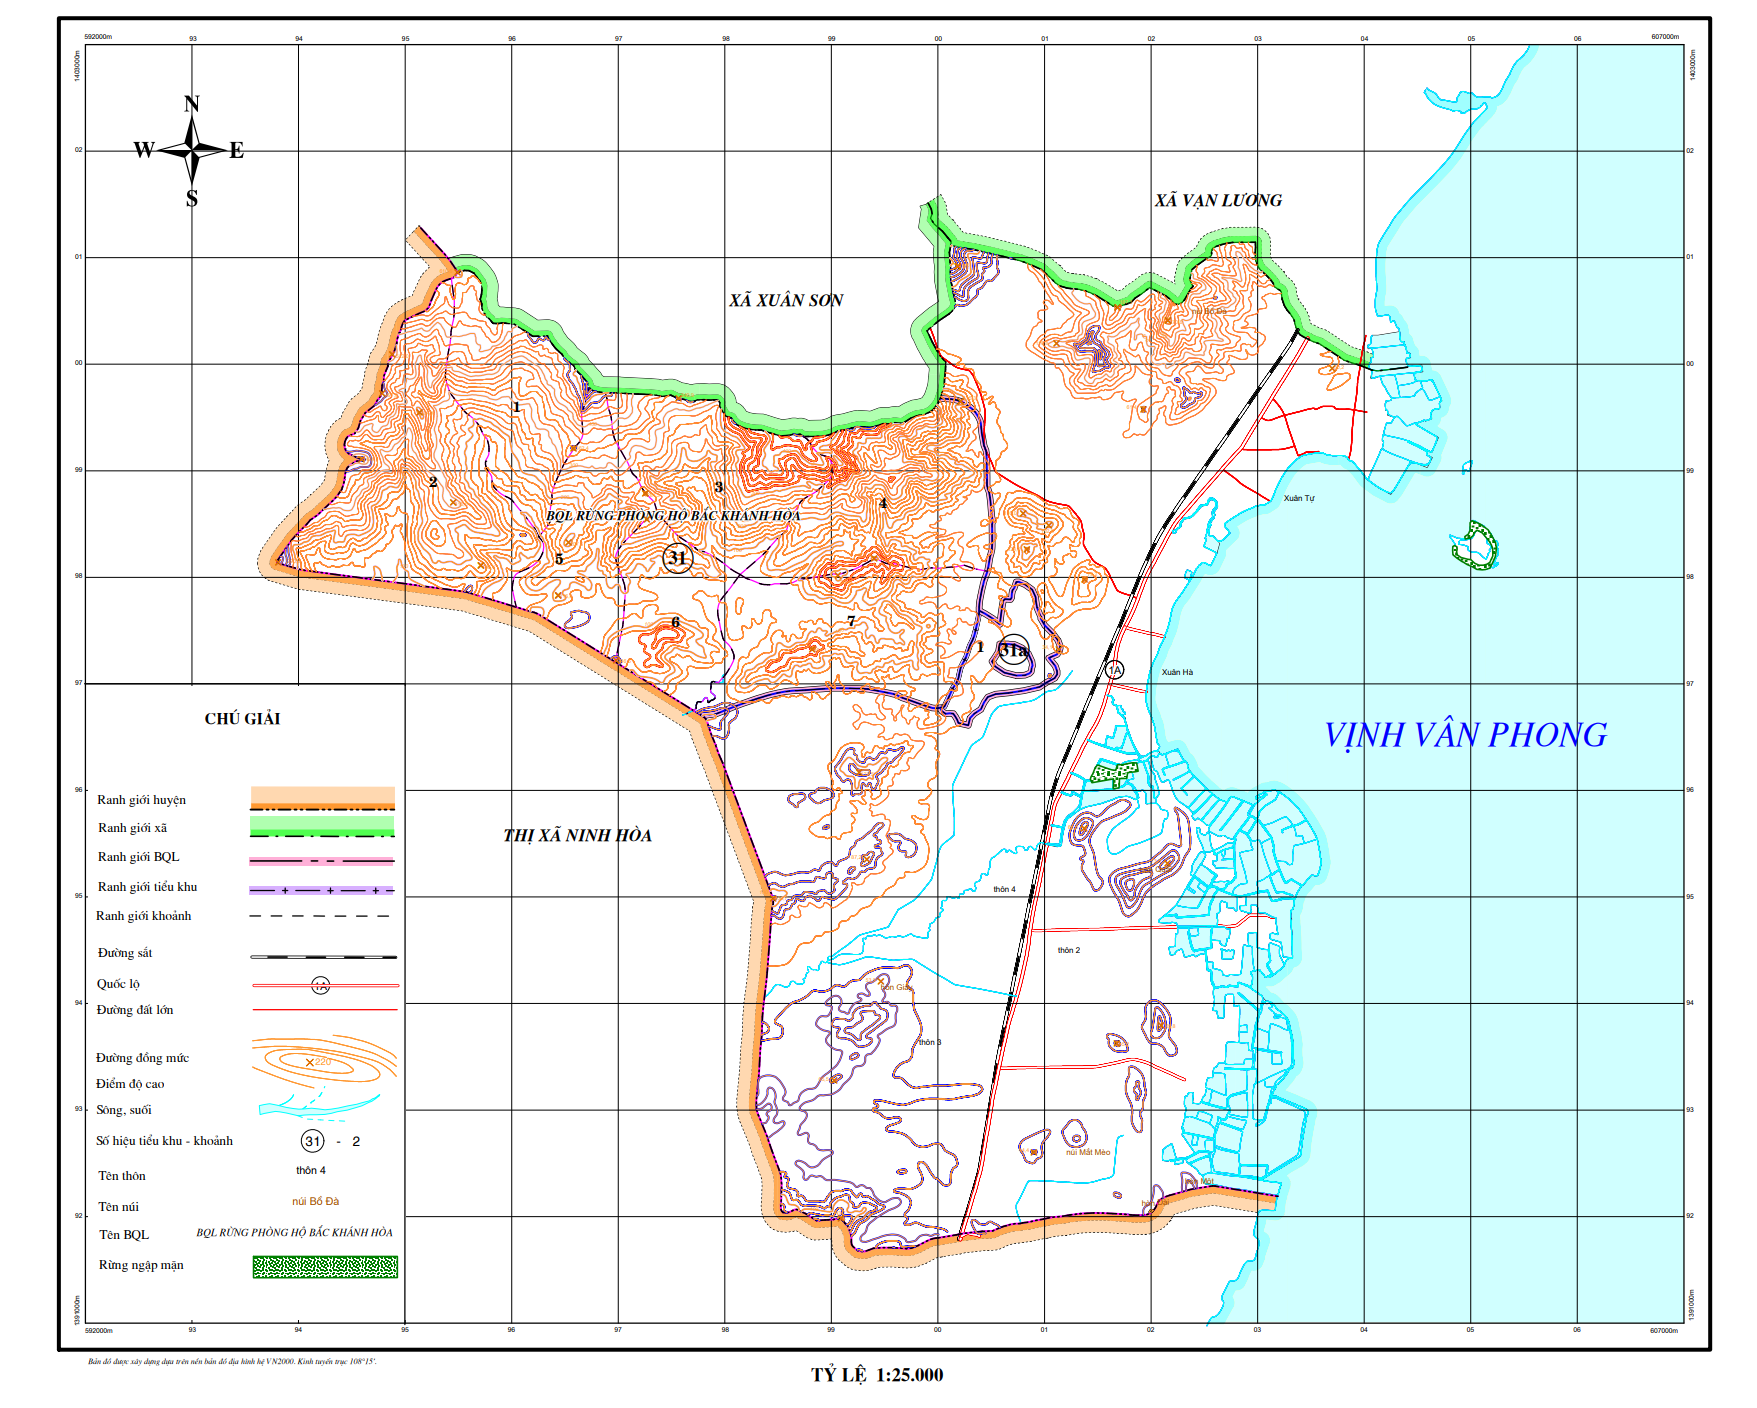 592000m 93 94 95 96 97 98 99 00 01 02 03 04 05 06 607000m
1403000m
1403000m
N
W E
S
02 02
XÃ VẠN LƯƠNG
01 01
XÃ XUÂN SƠN
núi Bồ Đà
00 00
1
99 99
2
3
4
Xuân Tự
BQL RỪNG PHÒNG HỘ BẮC KHÁNH HÒA
5
31
98 98
6
7
1
31a
1A
Xuân Hà
97
CHÚ GIẢI
VỊNH VÂN PHONG
96 96
Ranh giới huyện
Ranh giới xã
THỊ XÃ NINH HÒA
Ranh giới BQL
Ranh giới tiểu khu
thôn 4
95 95
Ranh giới khoảnh
thôn 2
Đường sắt
Quốc lộ
1A
94 94
Đường đất lớn
thôn 3
Đường đồng mức
220
Điểm độ cao
Sông, suối
93 93
Số hiệu tiểu khu - khoảnh
31 - 2
núi Mắt Mèo
Tên thôn
thôn 4
Tên núi
núi Bồ Đà
92 92
Tên BQL
BQL RỪNG PHÒNG HỘ BẮC KHÁNH HÒA
Rừng ngập mặn
1391000m
1391000m
592000m 93 94 95 96 97 98 99 00 01 02 03 04 05 06 607000m
Bản đồ được xây dựng dựa trên nền bản đồ địa hình hệ VN2000. Kinh tuyến trục 108°15'.
TỶ LỆ 1:25.000